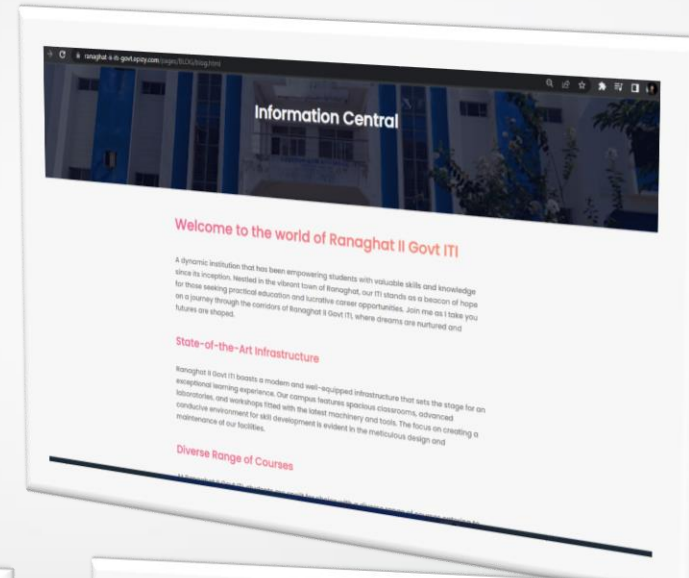 Information Central
Welcome to the world of Ranaghat II Govt ITI
A dynamic institution that has been empowering students with valuable skills and knowledge
since its inception. Nestled in the vibrant town of Ranaghat, our ITI stands as a beacon of hope
for those seeking practical education and lucrative career opportunities. Join me as I take you
on a journey through the corridors of Ranaghat II Govt ITI, where dreams are nurtured and
futures are shaped.
State-of-the-Art Infrastructure
Ranaghat II Govt ITI boasts a modern and well-equipped infrastructure that sets the stage for an
exceptional learning experience. Our campus features spacious classrooms, advanced
laboratories, and workshops fitted with the latest machinery and tools. The focus on creating a
conducive environment for skill development is evident in the meticulous design and
maintenance of our facilities.
Diverse Range of Courses